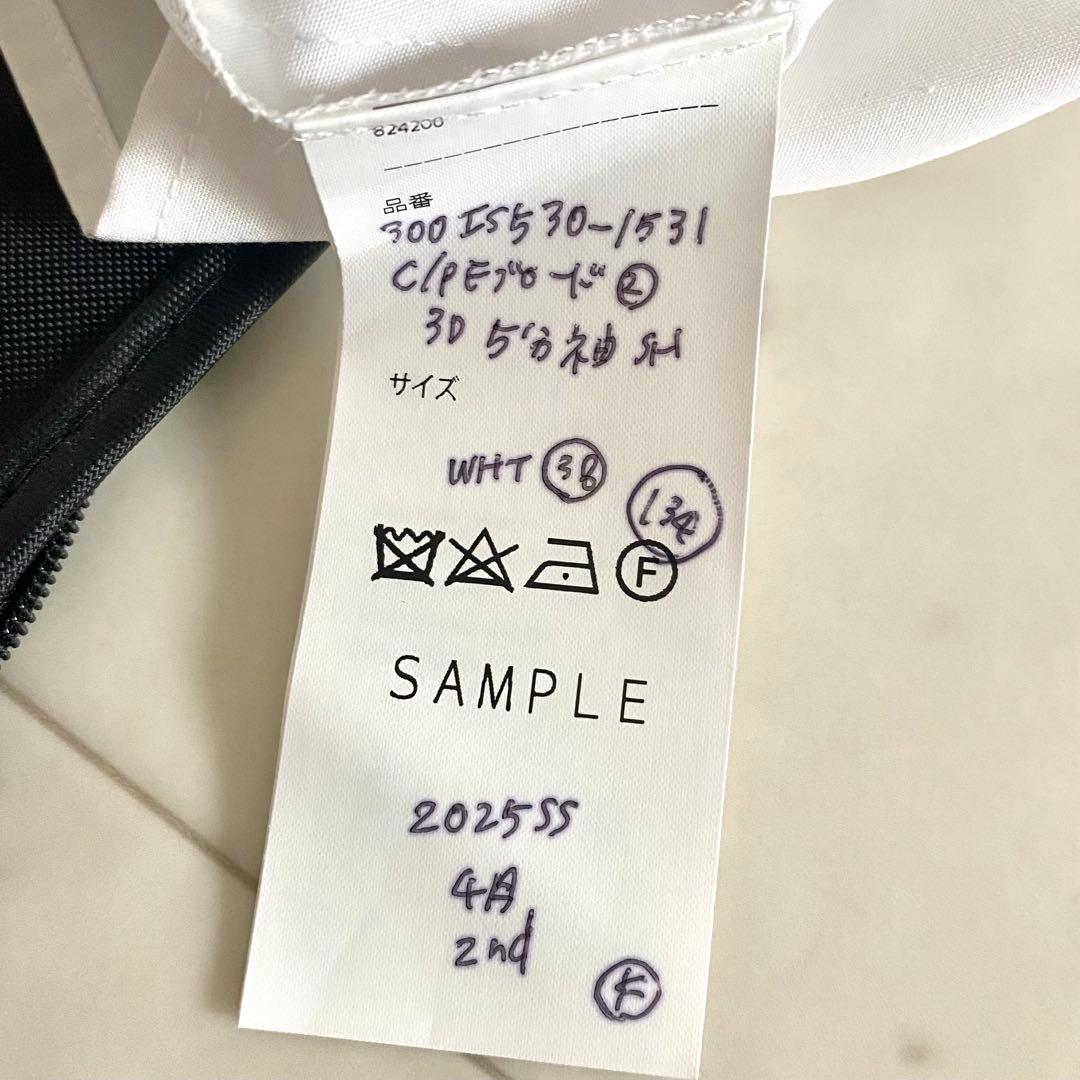 824200
品番
300 IS530-1531
C/PEブロード②
3D 5分袖 SH
サイズ
WHT 38
134
F
SAMPLE
2025SS
4月
2nd